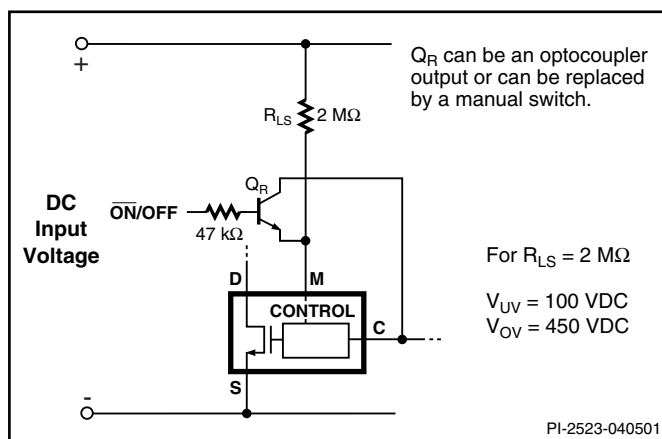 +
Q_R can be an optocoupler
output or can be replaced
by a manual switch.
R_LS 2 MΩ
Q_R
DC
Input
Voltage
O̅N̅/OFF
47 kΩ
For R_LS = 2 MΩ
V_UV = 100 VDC
V_OV = 450 VDC
D M
CONTROL
C
S
-
PI-2523-040501